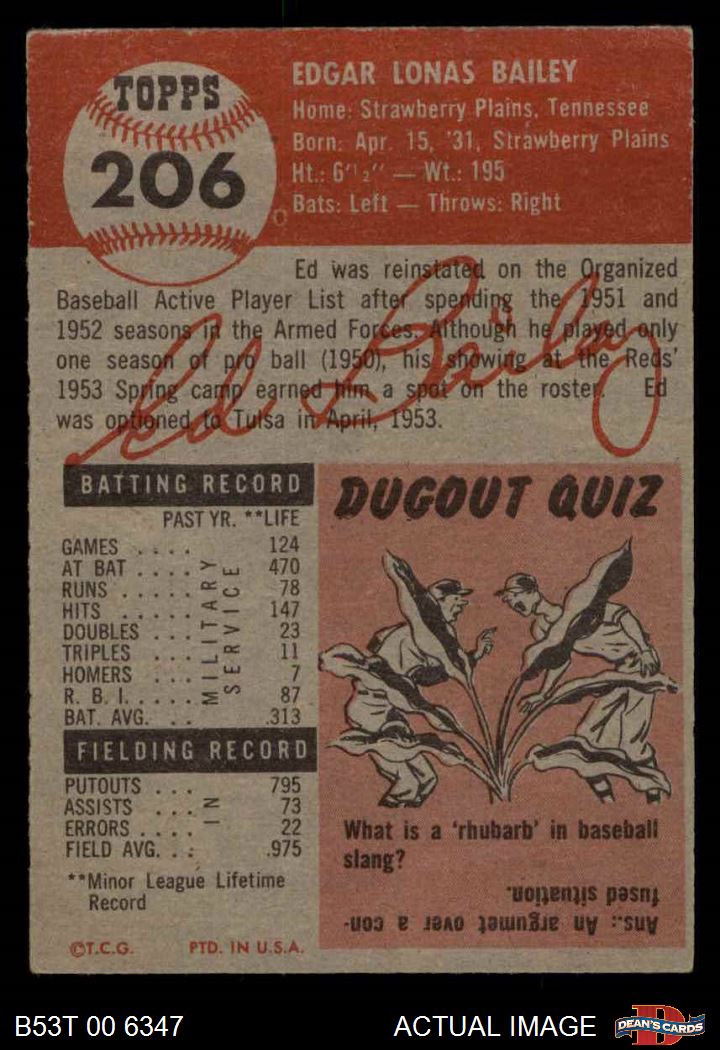 TOPPS
206
EDGAR LONAS BAILEY
Home: Strawberry Plains, Tennessee
Born: Apr. 15, '31, Strawberry Plains
Ht.: 6'½" — Wt.: 195
Bats: Left — Throws: Right
Ed was reinstated on the Organized
Baseball Active Player List after spending the 1951 and
1952 seasons in the Armed Forces. Although he played only
one season of pro ball (1950), his showing at the Reds'
1953 Spring camp earned him a spot on the roster. Ed
was optioned to Tulsa in April, 1953.
Ed Bailey
BATTING RECORD
PAST YR. **LIFE
GAMES .... 124
AT BAT .... 470
RUNS ..... 78
HITS ..... 147
DOUBLES ... 23
TRIPLES ... 11
HOMERS ... 7
R. B. I. .... 87
BAT. AVG. .. .313
IN MILITARY SERVICE
FIELDING RECORD
PUTOUTS ... 795
ASSISTS ... 73
ERRORS .... 22
FIELD AVG. .. .975
**Minor League Lifetime
Record
©T.C.G. PTD. IN U.S.A.
DUGOUT QUIZ
What is a 'rhubarb' in baseball
slang?
Ans.: An argumet over a con-
fused situation.
B53T 00 6347
ACTUAL IMAGE
D
DEAN'S CARDS